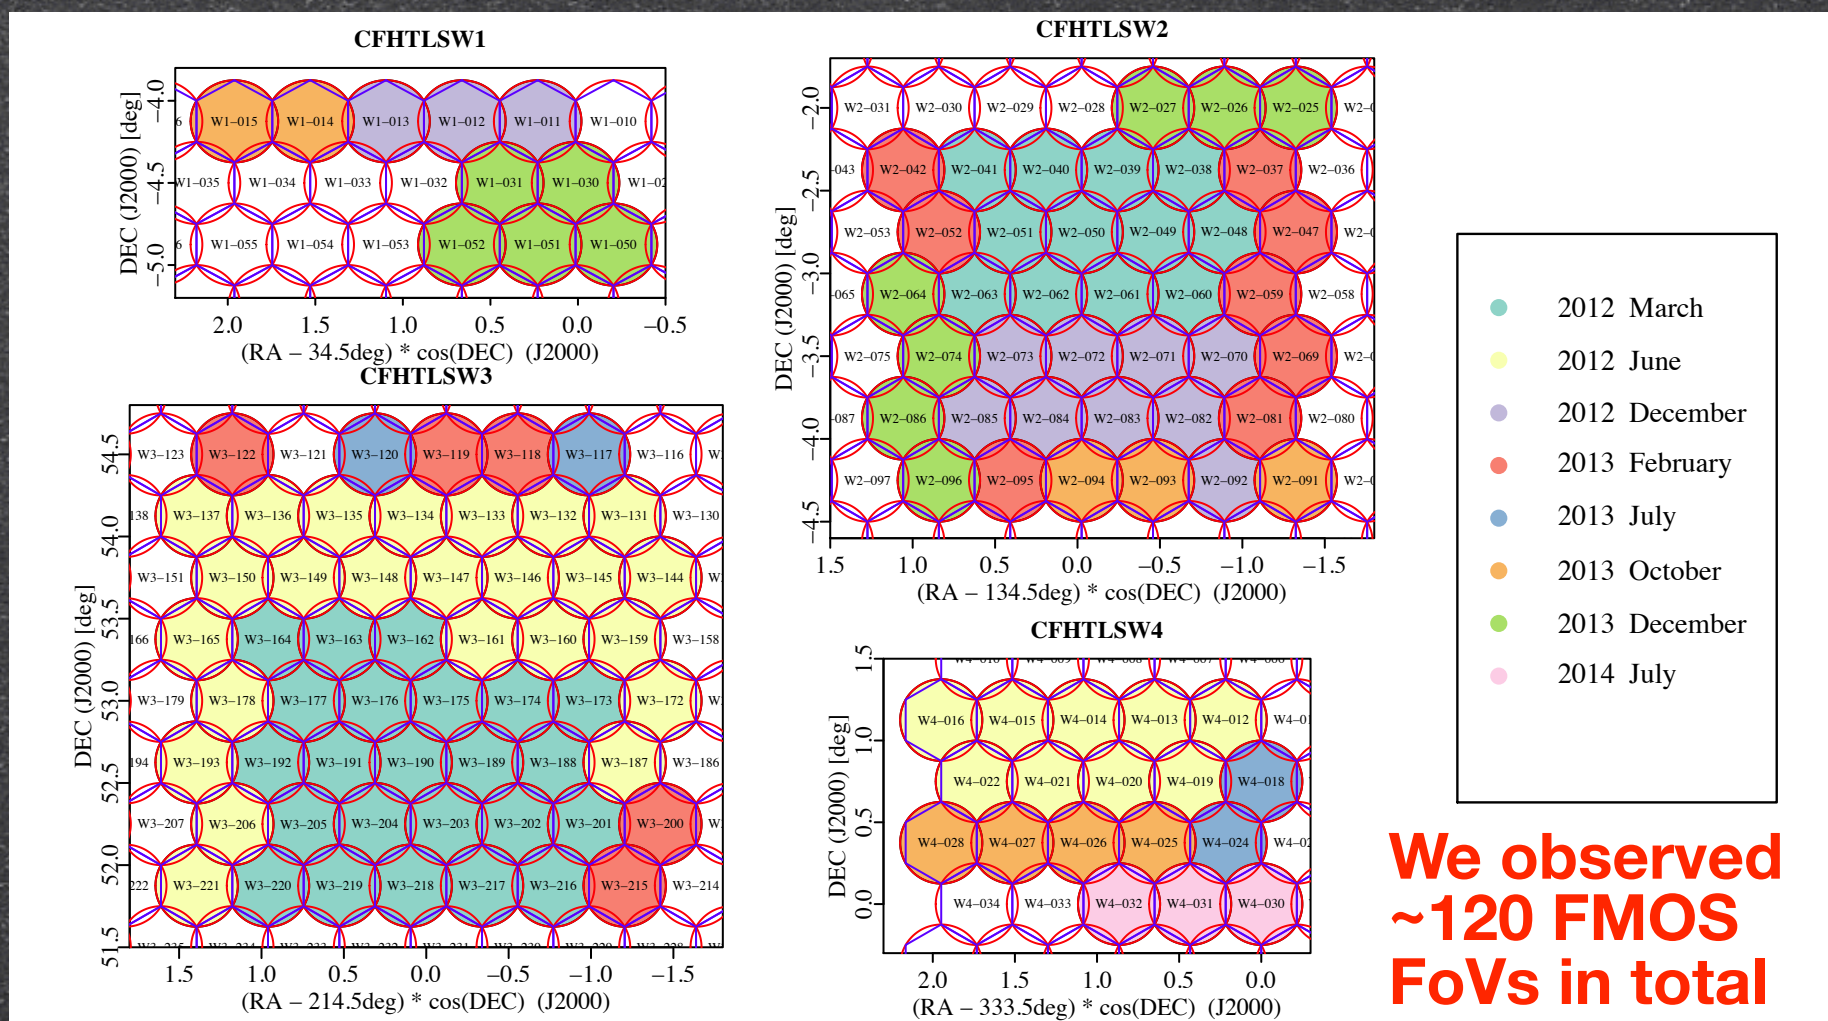 CFHTLSW1
DEC (J2000) [deg]
−4.0
−4.5
−5.0
W1−015 W1−014 W1−013 W1−012 W1−011 W1−010
W1−035 W1−034 W1−033 W1−032 W1−031 W1−030
W1−055 W1−054 W1−053 W1−052 W1−051 W1−050
2.0 1.5 1.0 0.5 0.0 −0.5
(RA − 34.5deg) * cos(DEC) (J2000)
CFHTLSW2
DEC (J2000) [deg]
−2.0
−2.5
−3.0
−3.5
−4.0
−4.5
W2−031 W2−030 W2−029 W2−028 W2−027 W2−026 W2−025 W2−0
−043 W2−042 W2−041 W2−040 W2−039 W2−038 W2−037 W2−036
W2−053 W2−052 W2−051 W2−050 W2−049 W2−048 W2−047 W2−0
−065 W2−064 W2−063 W2−062 W2−061 W2−060 W2−059 W2−058
W2−075 W2−074 W2−073 W2−072 W2−071 W2−070 W2−069 W2−0
−087 W2−086 W2−085 W2−084 W2−083 W2−082 W2−081 W2−080
W2−097 W2−096 W2−095 W2−094 W2−093 W2−092 W2−091 W2−0
1.5 1.0 0.5 0.0 −0.5 −1.0 −1.5
(RA − 134.5deg) * cos(DEC) (J2000)
CFHTLSW3
DEC (J2000) [deg]
54.5
54.0
53.5
53.0
52.5
52.0
51.5
W3−123 W3−122 W3−121 W3−120 W3−119 W3−118 W3−117 W3−116
138 W3−137 W3−136 W3−135 W3−134 W3−133 W3−132 W3−131 W3−130
W3−151 W3−150 W3−149 W3−148 W3−147 W3−146 W3−145 W3−144
166 W3−165 W3−164 W3−163 W3−162 W3−161 W3−160 W3−159 W3−158
W3−179 W3−178 W3−177 W3−176 W3−175 W3−174 W3−173 W3−172
194 W3−193 W3−192 W3−191 W3−190 W3−189 W3−188 W3−187 W3−186
W3−207 W3−206 W3−205 W3−204 W3−203 W3−202 W3−201 W3−200
222 W3−221 W3−220 W3−219 W3−218 W3−217 W3−216 W3−215 W3−214
1.5 1.0 0.5 0.0 −0.5 −1.0 −1.5
(RA − 214.5deg) * cos(DEC) (J2000)
CFHTLSW4
DEC (J2000) [deg]
1.5
1.0
0.5
0.0
W4−016 W4−015 W4−014 W4−013 W4−012 W4−01
W4−022 W4−021 W4−020 W4−019 W4−018
W4−028 W4−027 W4−026 W4−025 W4−024 W4−02
W4−034 W4−033 W4−032 W4−031 W4−030
2.0 1.5 1.0 0.5 0.0
(RA − 333.5deg) * cos(DEC) (J2000)
2012 March
2012 June
2012 December
2013 February
2013 July
2013 October
2013 December
2014 July
We observed
~120 FMOS
FoVs in total